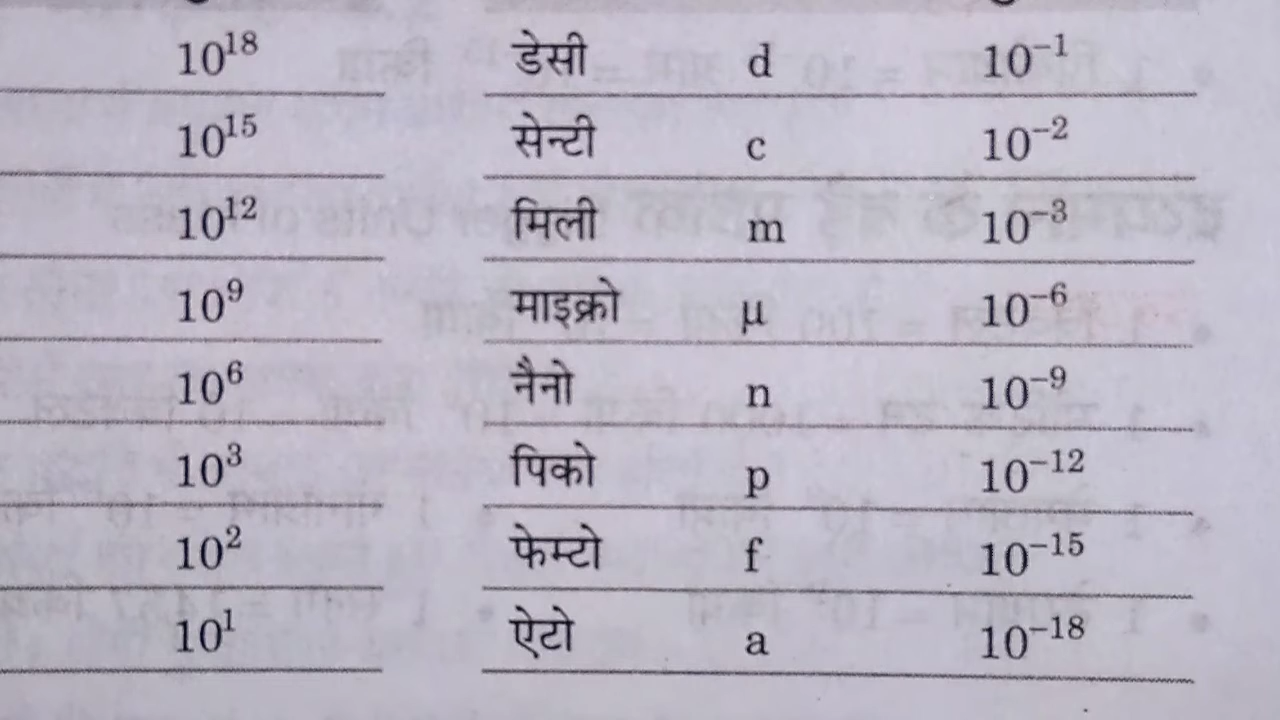 10¹⁸ डेसी d 10⁻¹
10¹⁵ सेन्टी c 10⁻²
10¹² मिली m 10⁻³
10⁹ माइक्रो μ 10⁻⁶
10⁶ नैनो n 10⁻⁹
10³ पिको p 10⁻¹²
10² फेम्टो f 10⁻¹⁵
10¹ ऐटो a 10⁻¹⁸